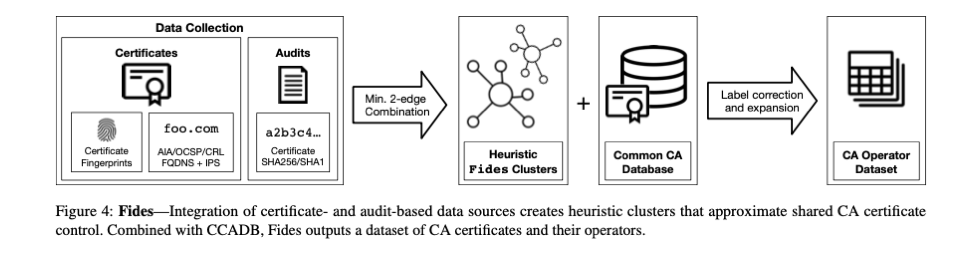 Data Collection
Certificates
Certificate
Fingerprints
foo.com
AIA/OCSP/CRL
FQDNS + IPS
Audits
a2b3c4…
Certificate
SHA256/SHA1
Min. 2-edge
Combination
Heuristic
Fides Clusters
+
Common CA
Database
Label correction
and expansion
CA Operator
Dataset
Figure 4: Fides—Integration of certificate- and audit-based data sources creates heuristic clusters that approximate shared CA certificate
control. Combined with CCADB, Fides outputs a dataset of CA certificates and their operators.